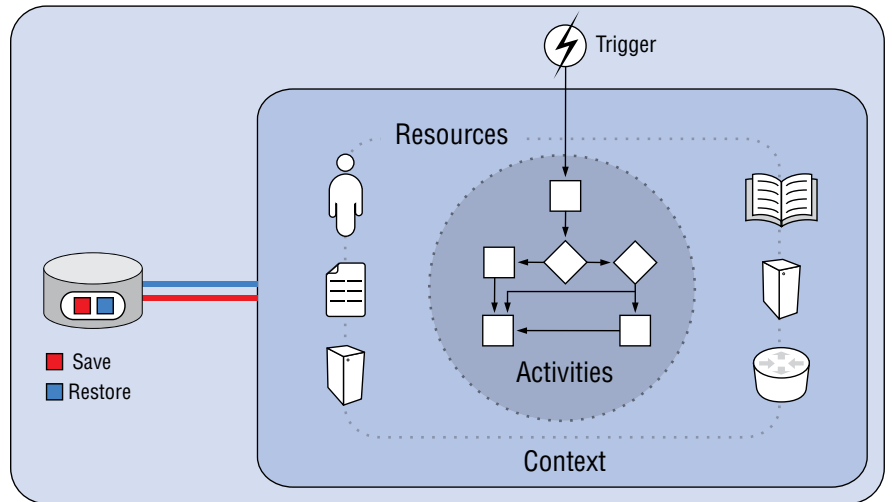 Trigger
Resources
Activities
Save
Restore
Context